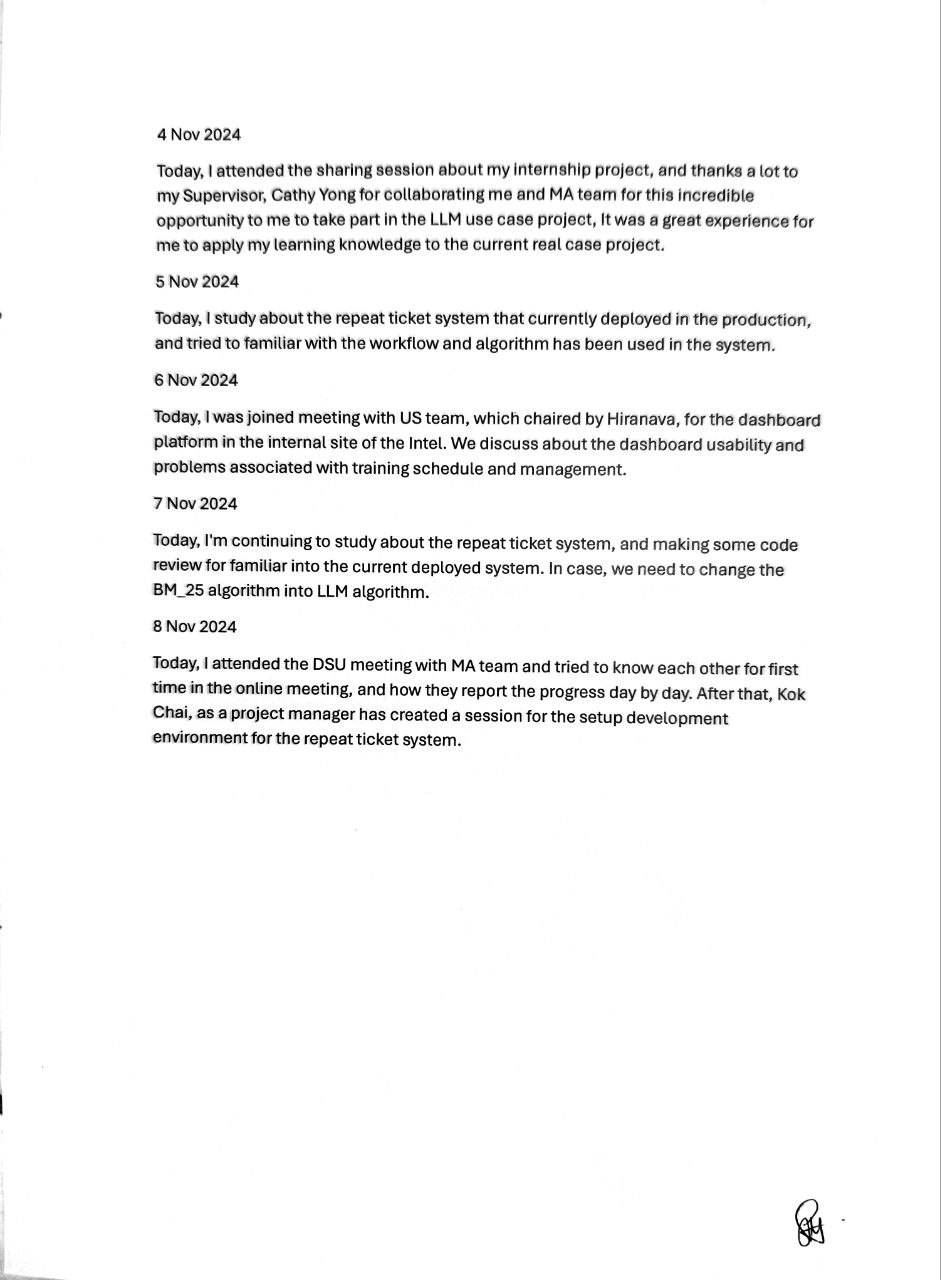 4 Nov 2024
Today, I attended the sharing session about my internship project, and thanks a lot to
my Supervisor, Cathy Yong for collaborating me and MA team for this incredible
opportunity to me to take part in the LLM use case project, It was a great experience for
me to apply my learning knowledge to the current real case project.
5 Nov 2024
Today, I study about the repeat ticket system that currently deployed in the production,
and tried to familiar with the workflow and algorithm has been used in the system.
6 Nov 2024
Today, I was joined meeting with US team, which chaired by Hiranava, for the dashboard
platform in the internal site of the Intel. We discuss about the dashboard usability and
problems associated with training schedule and management.
7 Nov 2024
Today, I'm continuing to study about the repeat ticket system, and making some code
review for familiar into the current deployed system. In case, we need to change the
BM_25 algorithm into LLM algorithm.
8 Nov 2024
Today, I attended the DSU meeting with MA team and tried to know each other for first
time in the online meeting, and how they report the progress day by day. After that, Kok
Chai, as a project manager has created a session for the setup development
environment for the repeat ticket system.